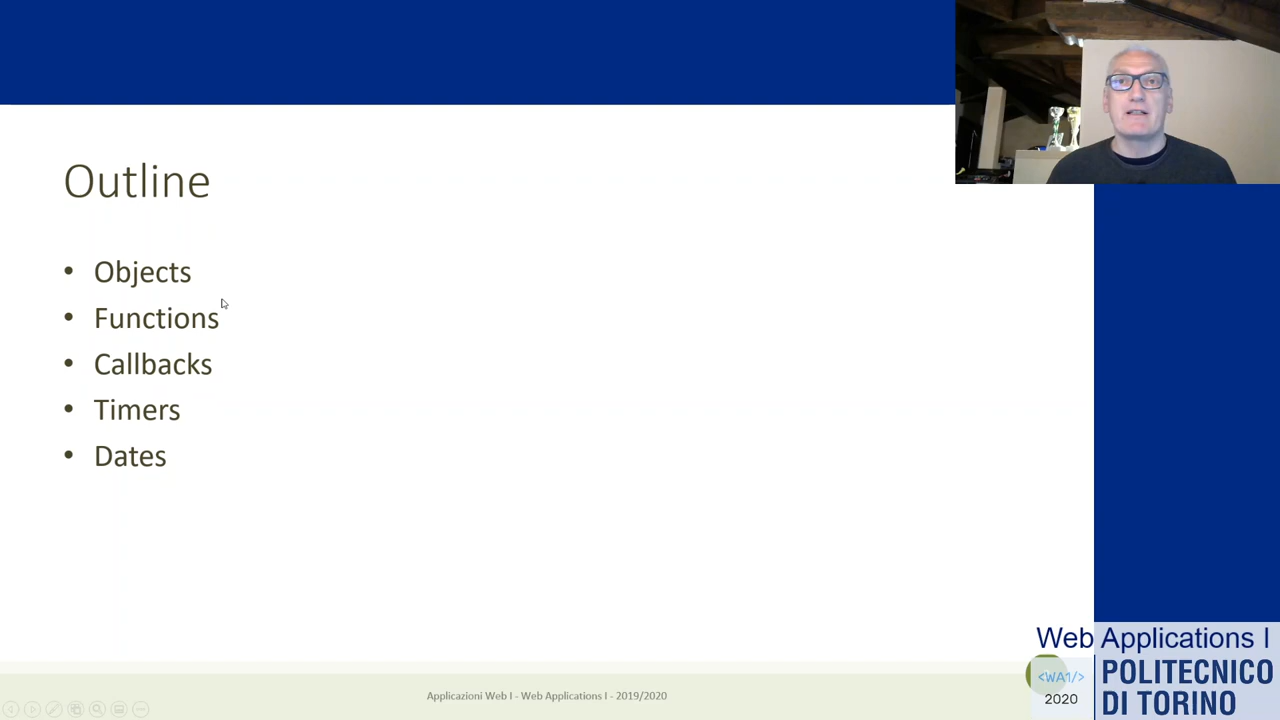 Outline
• Objects
• Functions
• Callbacks
• Timers
• Dates
Applicazioni Web I - Web Applications I - 2019/2020
Web Applications I
<WA1/>
2020
POLITECNICO
DI TORINO